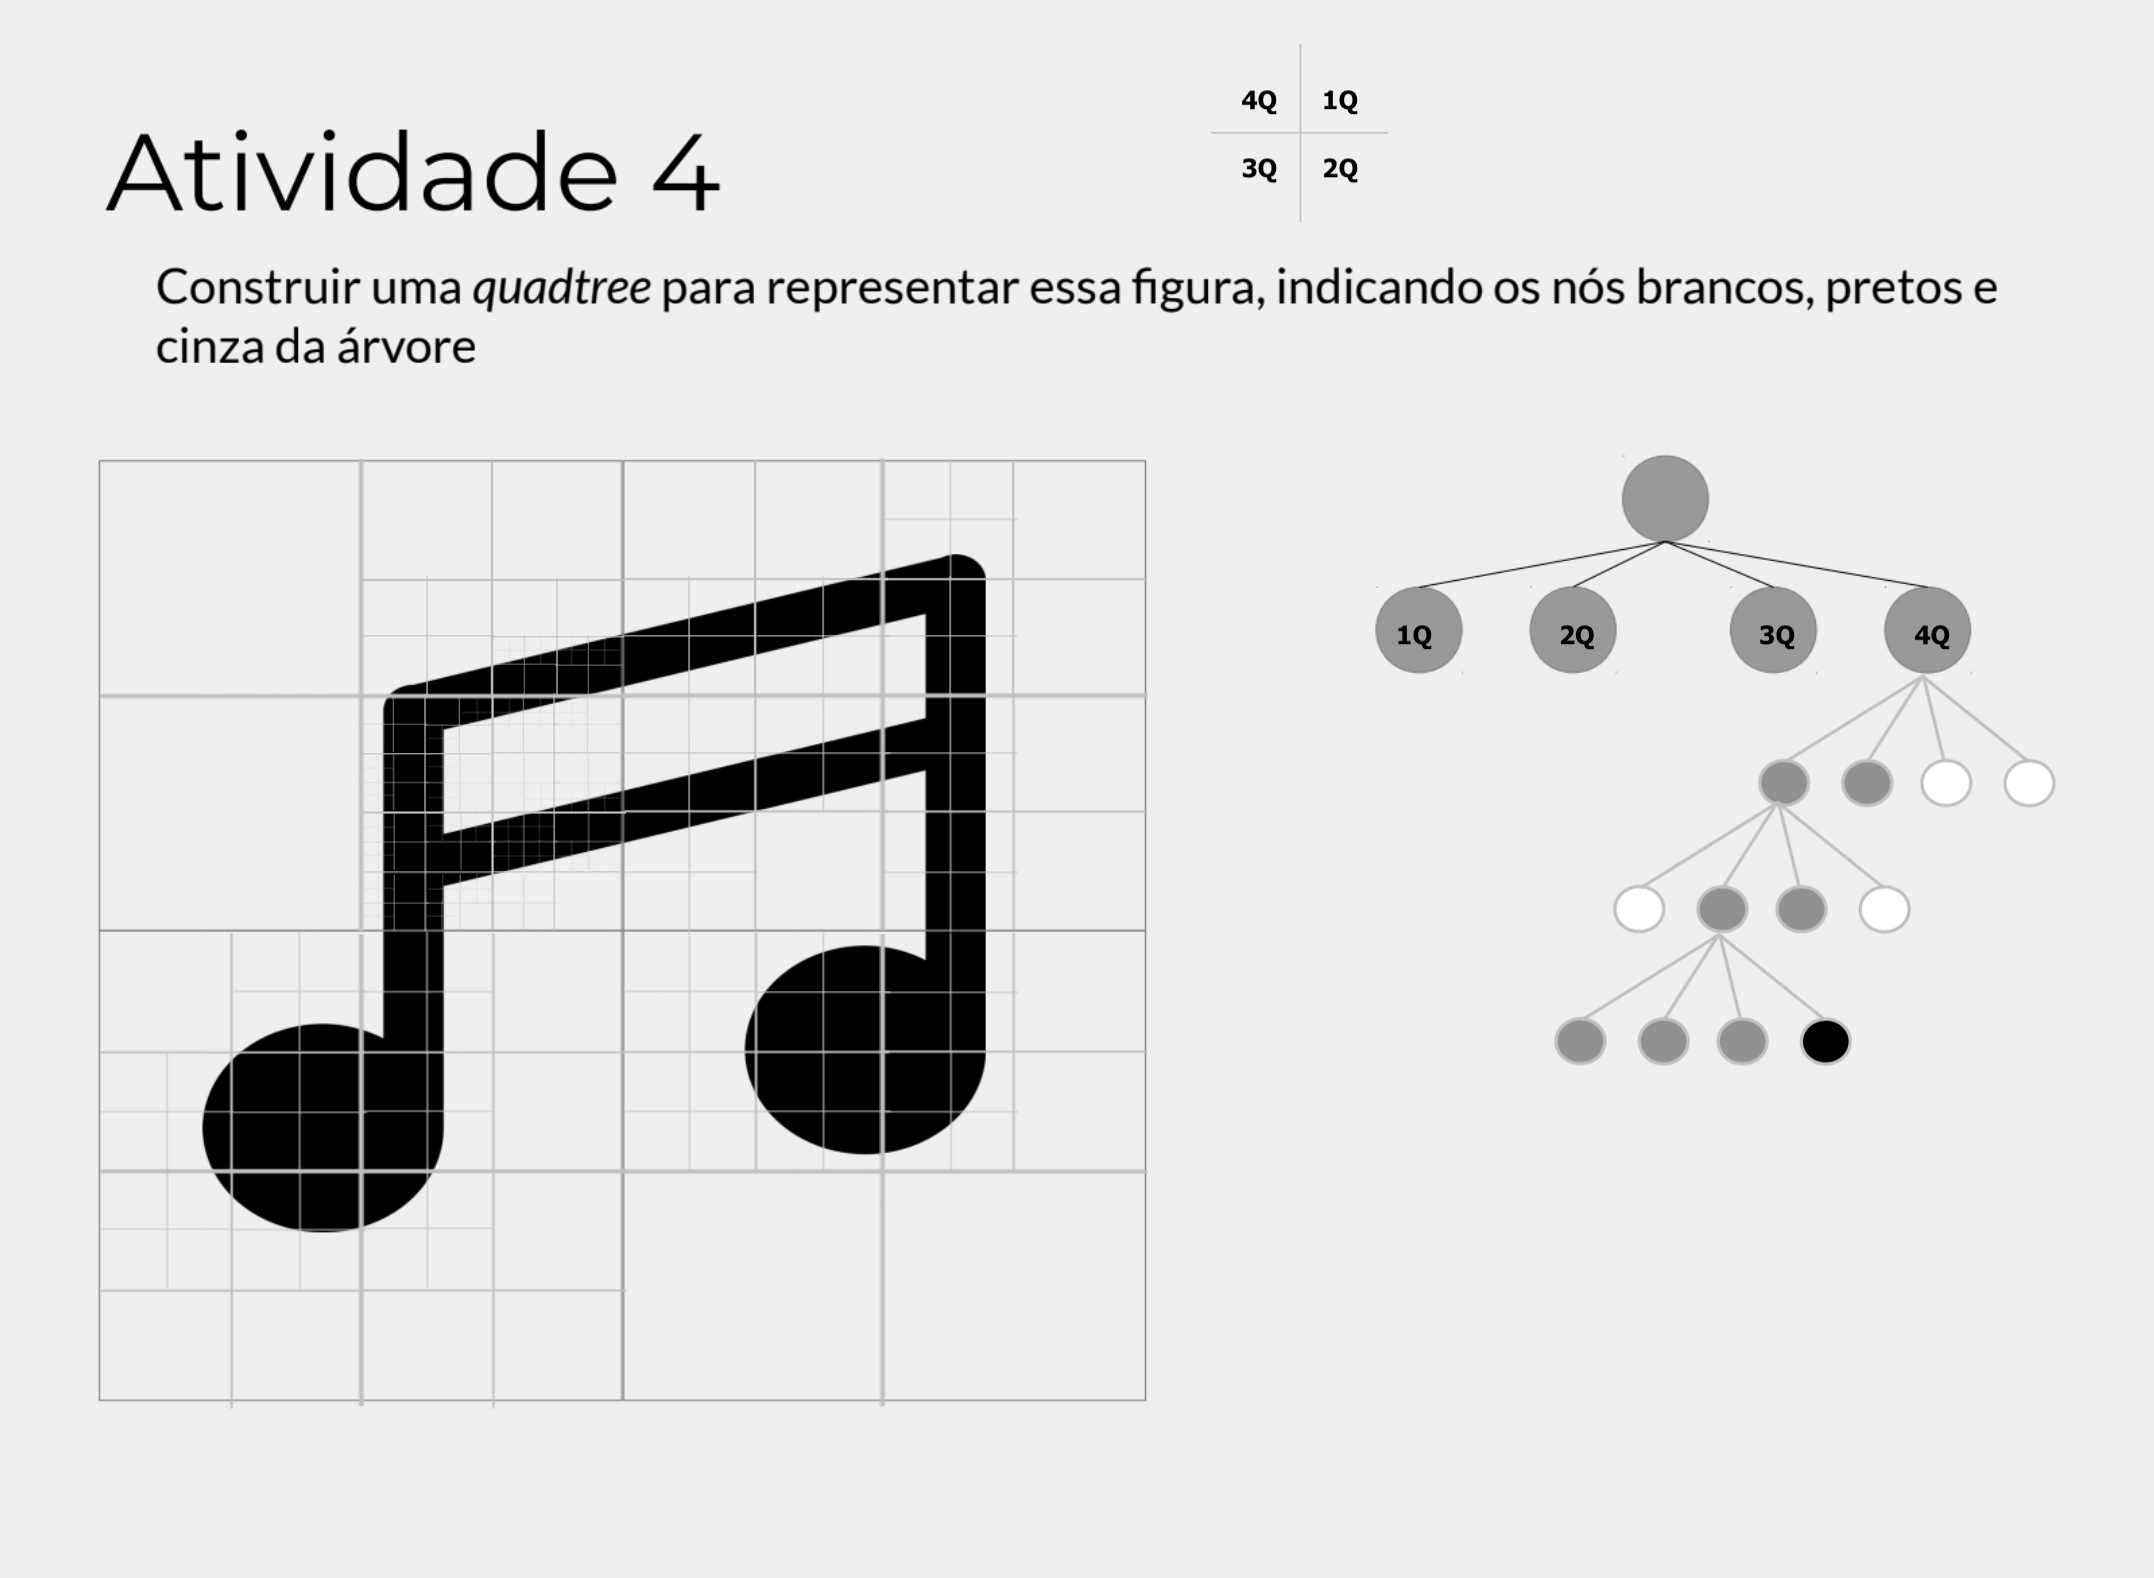 4Q 1Q
3Q 2Q
Atividade 4
Construir uma quadtree para representar essa figura, indicando os nós brancos, pretos e
cinza da árvore
1Q 2Q 3Q 4Q